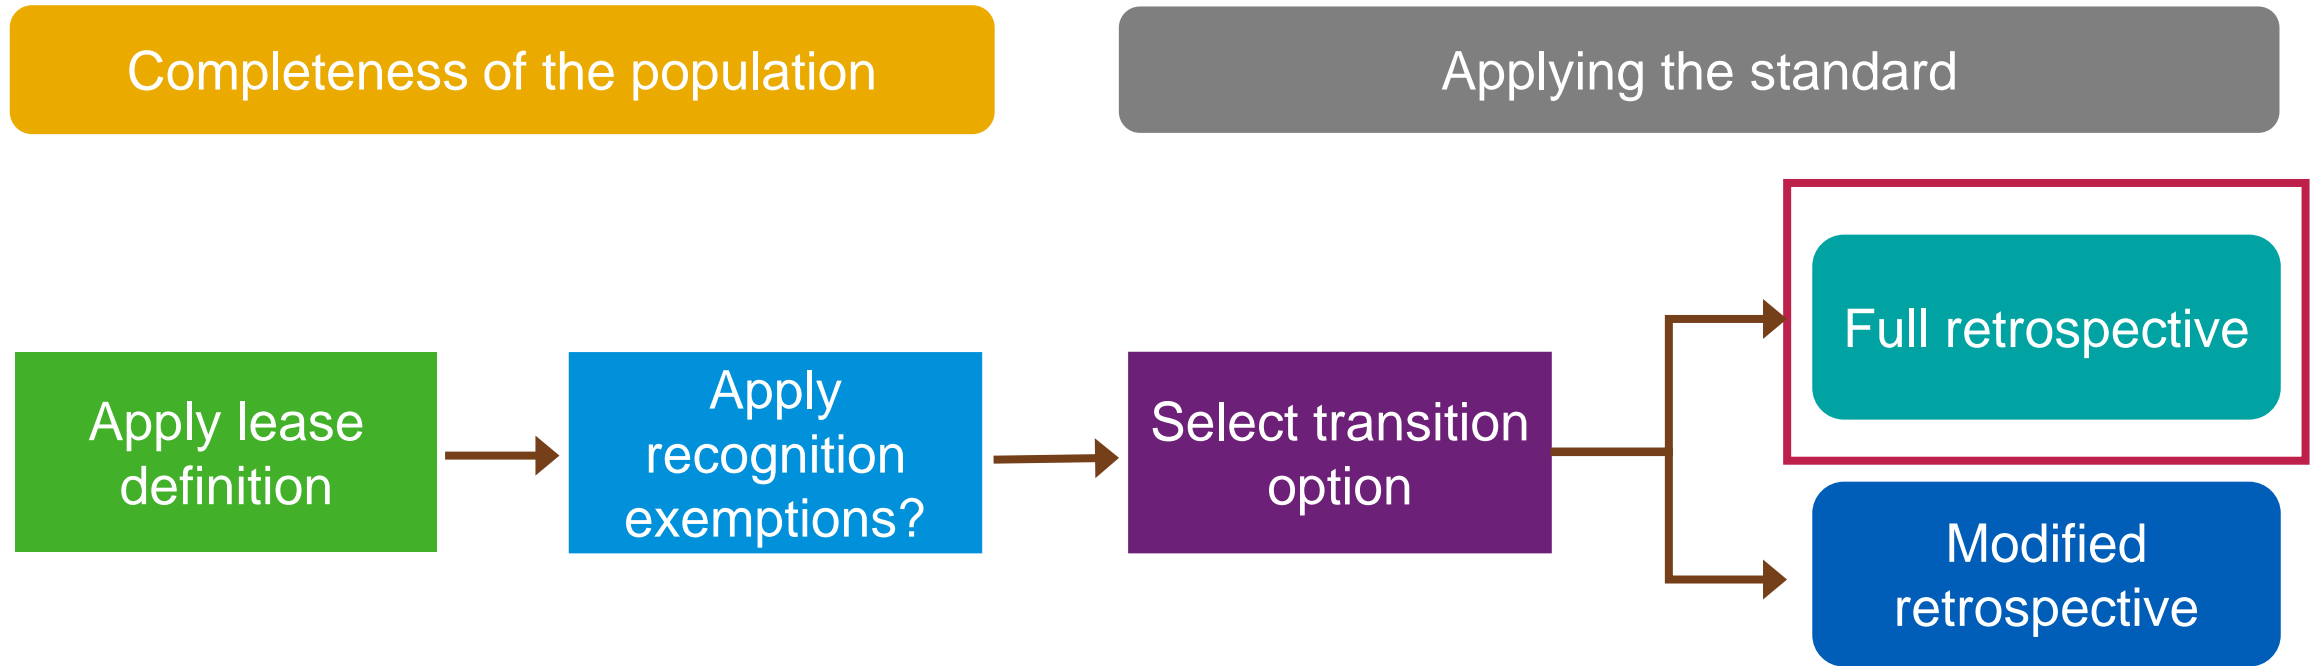 Completeness of the population
Applying the standard
Apply lease
definition
Apply
recognition
exemptions?
Select transition
option
Full retrospective
Modified
retrospective